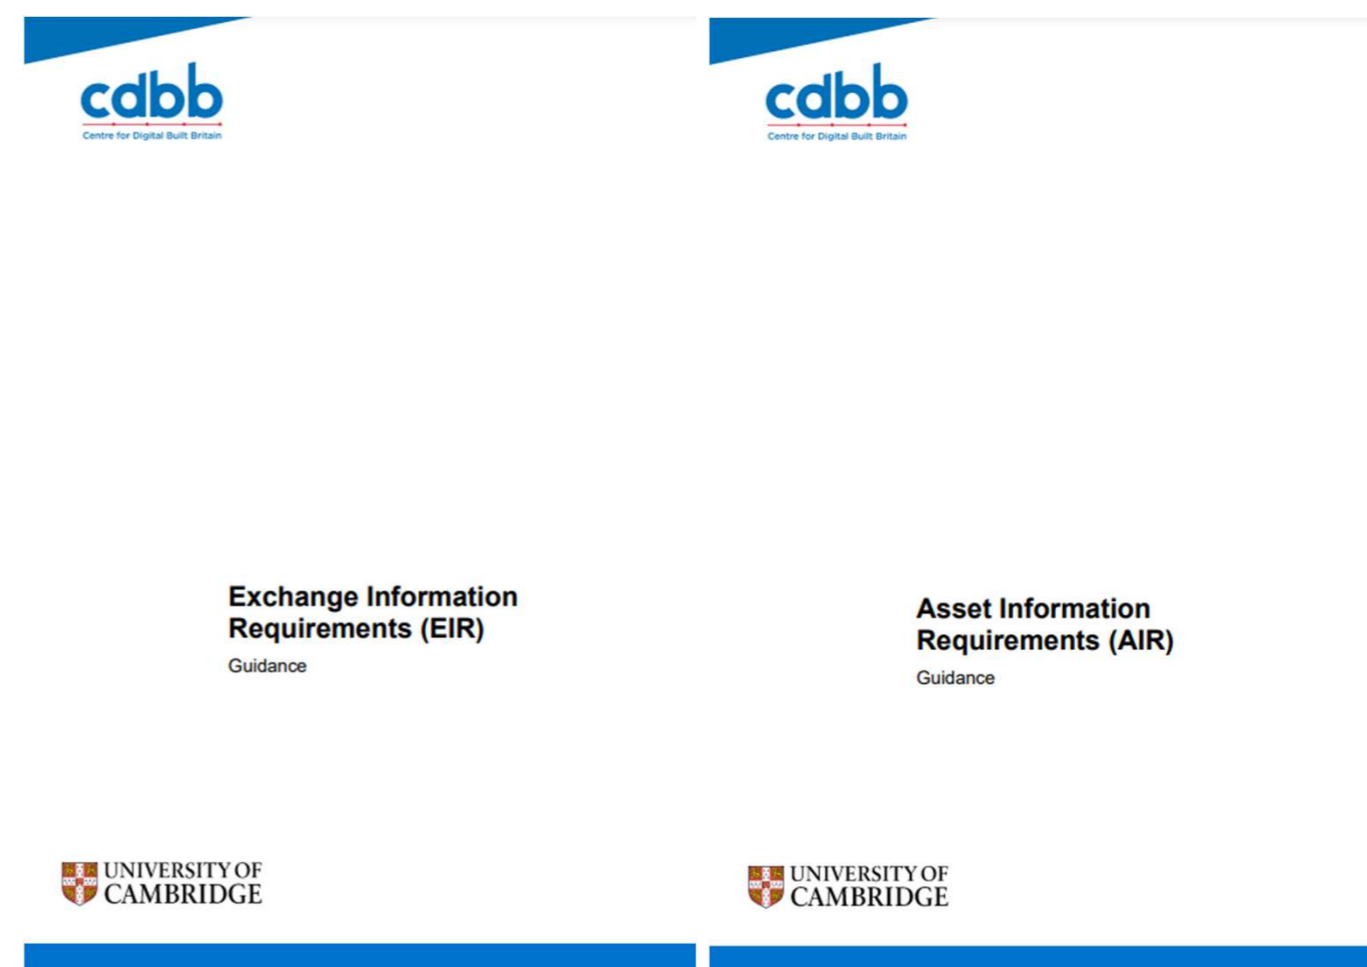 cdbb
Centre for Digital Built Britain
Exchange Information
Requirements (EIR)
Guidance
UNIVERSITY OF
CAMBRIDGE
cdbb
Centre for Digital Built Britain
Asset Information
Requirements (AIR)
Guidance
UNIVERSITY OF
CAMBRIDGE